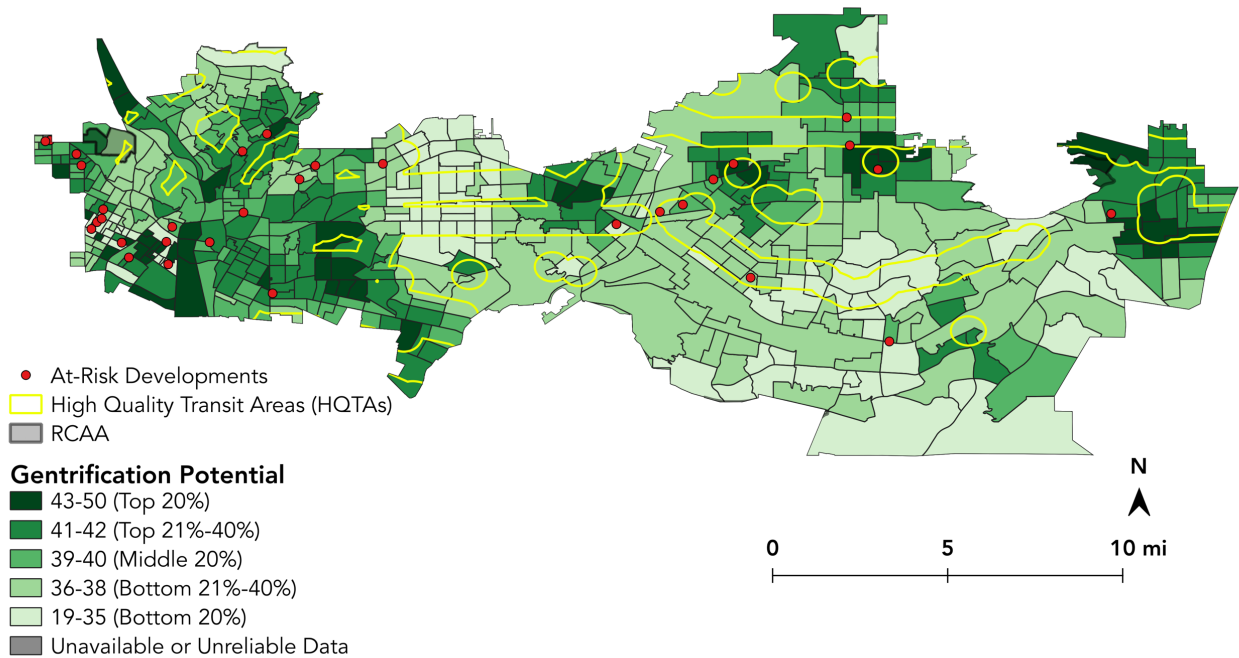 At-Risk Developments
High Quality Transit Areas (HQTAs)
RCAA
Gentrification Potential
43-50 (Top 20%)
41-42 (Top 21%-40%)
39-40 (Middle 20%)
36-38 (Bottom 21%-40%)
19-35 (Bottom 20%)
Unavailable or Unreliable Data
N
0 5 10 mi